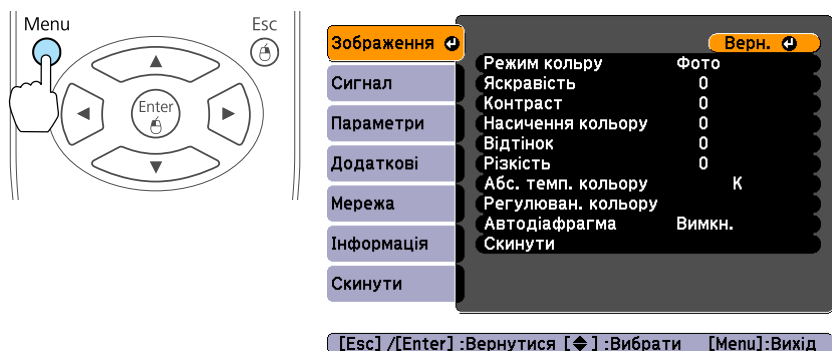 Menu
Esc
Enter
Зображення
Сигнал
Параметри
Додаткові
Мережа
Інформація
Скинути
Верн.
Режим кольру Фото
Яскравість 0
Контраст 0
Насичення кольору 0
Відтінок 0
Різкість 0
Абс. темп. кольору K
Регулюван. кольору
Автодіафрагма Вимкн.
Скинути
[Esc] /[Enter] :Вернутися [◆] :Вибрати [Menu]:Вихід